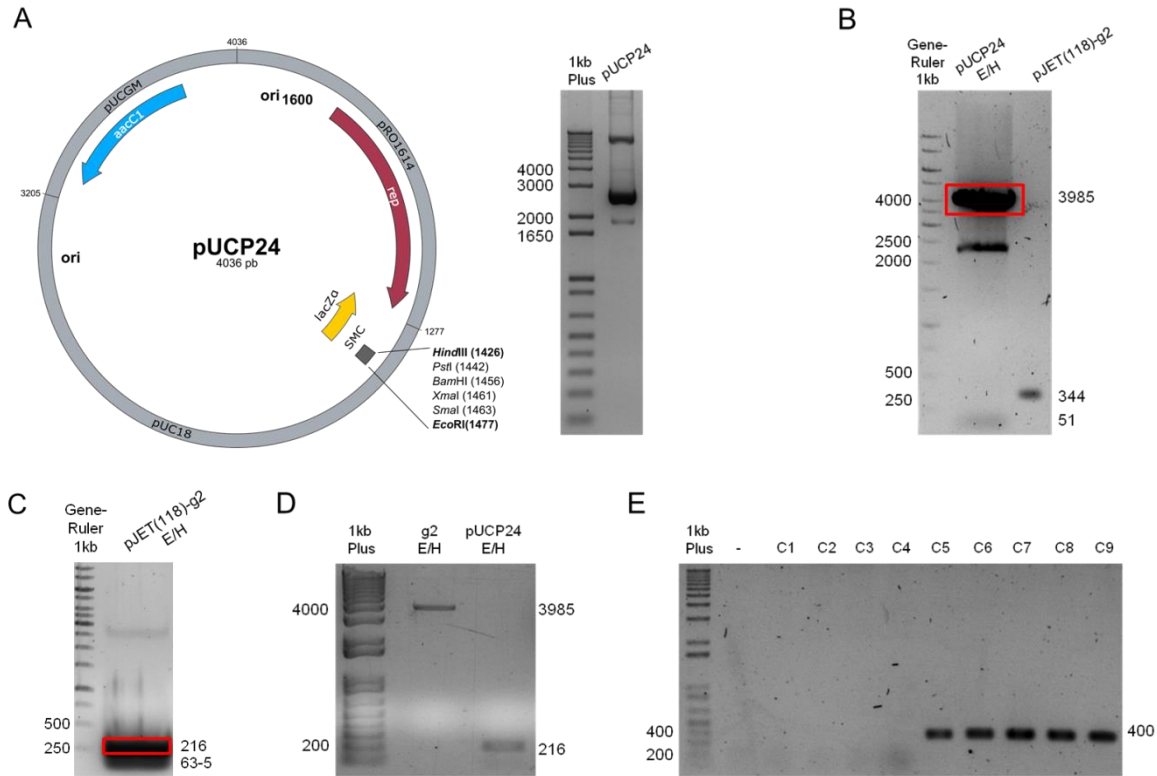 A
4036
pUCGM
aacC1
ori 1600
pRO1614
rep
3205
ori
pUCP24
4036 pb
lacZα
SMC
1277
HindIII (1426)
PstI (1442)
BamHI (1456)
XmaI (1461)
SmaI (1463)
EcoRI(1477)
pUC18
1kb
Plus
pUCP24
4000
3000
2000
1650
B
Gene-
Ruler
1kb
pUCP24
E/H
pJET(118)-g2
4000
2500
2000
500
250
3985
344
51
C
Gene-
Ruler
1kb
pJET(118)-g2
E/H
500
250
216
63-5
D
1kb
Plus
g2
E/H
pUCP24
E/H
4000
200
3985
216
E
1kb
Plus
-
C1
C2
C3
C4
C5
C6
C7
C8
C9
400
200
400